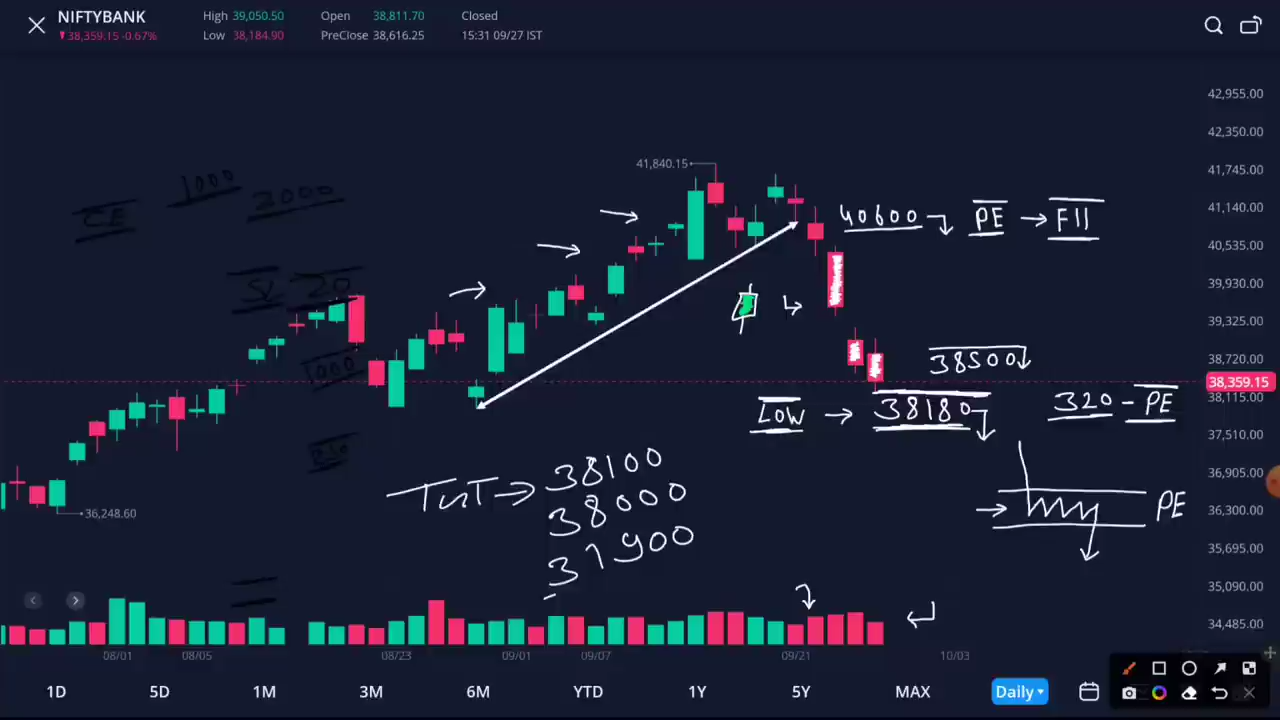 NIFTYBANK
38,359.15 -0.67%
High 39,050.50
Low 38,184.90
Open 38,811.70
PreClose 38,616.25
Closed
15:31 09/27 IST
42,955.00
42,350.00
41,745.00
41,140.00
40,535.00
39,930.00
39,325.00
38,720.00
38,359.15
38,115.00
37,510.00
36,905.00
36,300.00
35,695.00
35,090.00
34,485.00
41,840.15
36,248.60
CE 1000 2000
SL 20
1000
40600 PE → FII
38500
LOW → 38180
320 - PE
→ 38100
38000
37900
PE
08/01 08/05 08/23 09/01 09/07 09/21 10/03
1D 5D 1M 3M 6M YTD 1Y 5Y MAX Daily